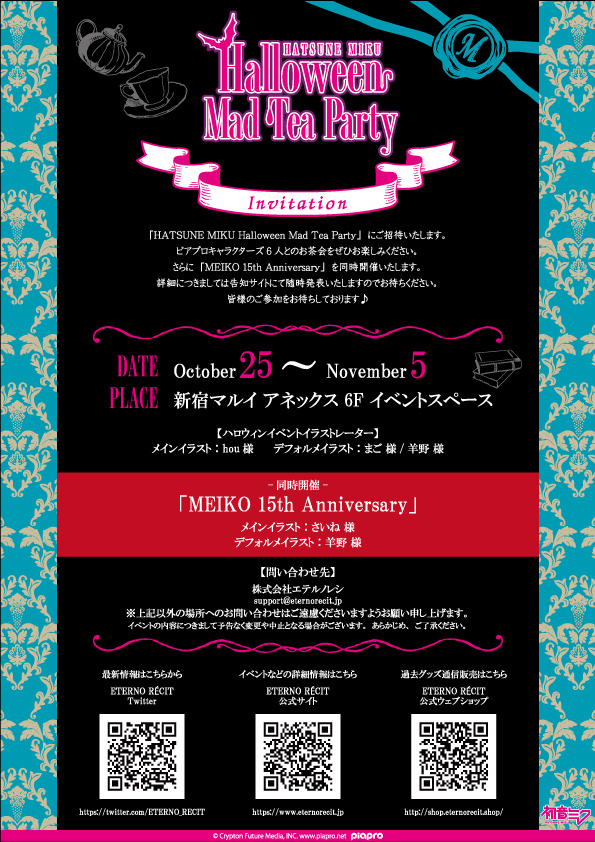 M
HATSUNE MIKU
Halloween
Mad Tea Party
Invitation
「HATSUNE MIKU Halloween Mad Tea Party」にご招待いたします。
ピアプロキャラクターズ6人とのお茶会をぜひお楽しみください。
さらに「MEIKO 15th Anniversary」を同時開催いたします。
詳細につきましては告知サイトにて随時発表いたしますのでお待ちください。
皆様のご参加をお待ちしております♪
DATE October 25 ～ November 5
PLACE 新宿マルイ アネックス 6F イベントスペース
【ハロウィンイベントイラストレーター】
メインイラスト：hou 様 デフォルメイラスト：まご 様 / 羊野 様
– 同時開催 –
「MEIKO 15th Anniversary」
メインイラスト：さいね 様
デフォルメイラスト：羊野 様
【問い合わせ先】
株式会社エテルノレシ
support@eternorecit.jp
※上記以外の場所へのお問い合わせはご遠慮くださいますようお願い申し上げます。
イベントの内容につきまして予告なく変更や中止となる場合がございます。あらかじめ、ご了承ください。
最新情報はこちらから
ETERNO RÉCIT
Twitter
https://twitter.com/ETERNO_RECIT
イベントなどの詳細情報はこちら
ETERNO RÉCIT
公式サイト
https://www.eternorecit.jp
過去グッズ通信販売はこちら
ETERNO RÉCIT
公式ウェブショップ
http://shop.eternorecit.shop/
初音ミク
© Crypton Future Media, INC. www.piapro.net piapro